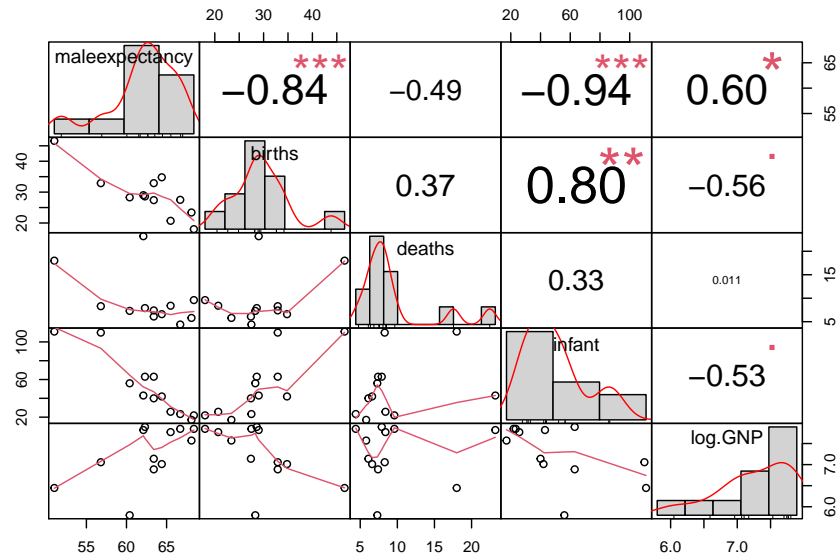 20 30 40
20 60 100
maleexpectancy
−0.84
***
−0.49
−0.94
***
0.60
*
55 65
20 30 40
births
0.37
0.80
**
−0.56
.
deaths
0.33
0.011
5 15
20 60 100
infant
−0.53
.
log.GNP
6.0 7.0
55 60 65
5 10 15 20
6.0 7.0